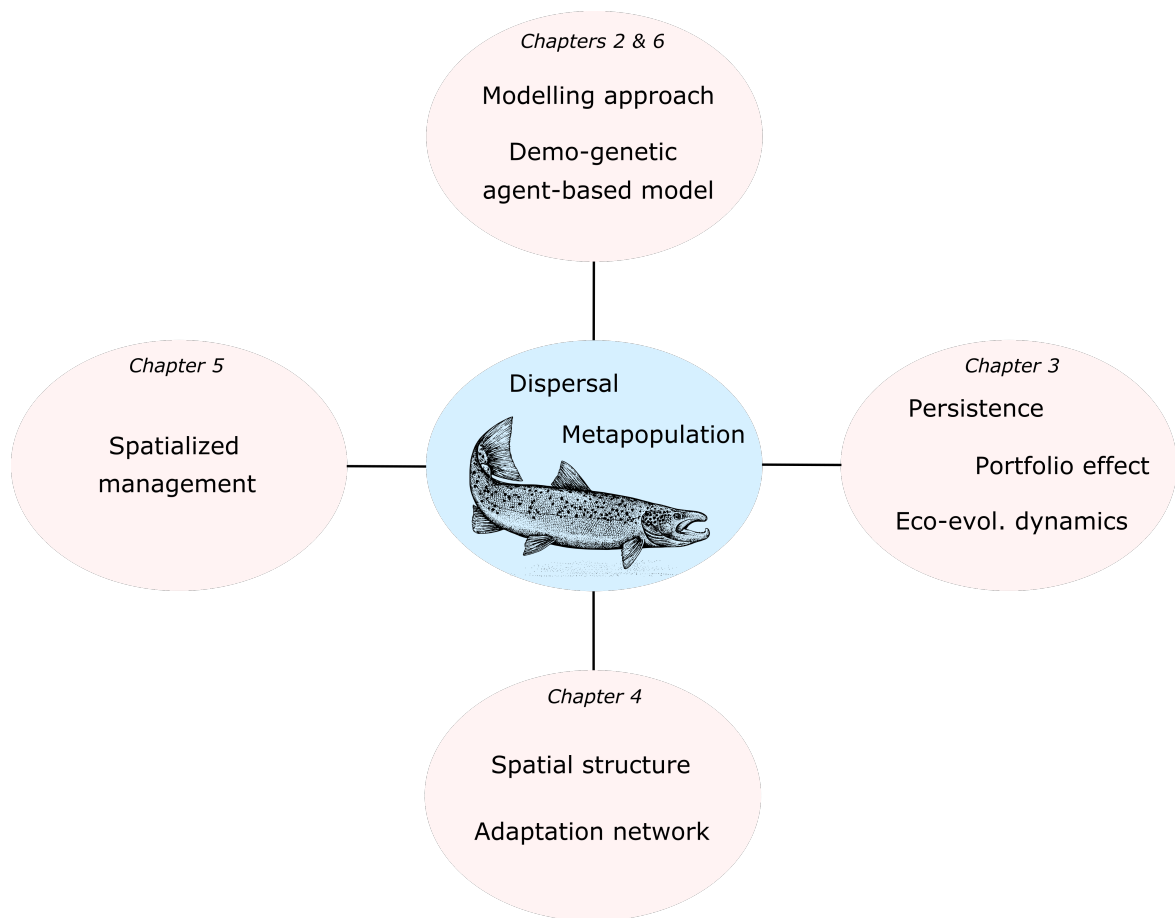 Chapters 2 & 6
Modelling approach
Demo-genetic
agent-based model
Chapter 5
Spatialized
management
Dispersal
Metapopulation
Chapter 3
Persistence
Portfolio effect
Eco-evol. dynamics
Chapter 4
Spatial structure
Adaptation network